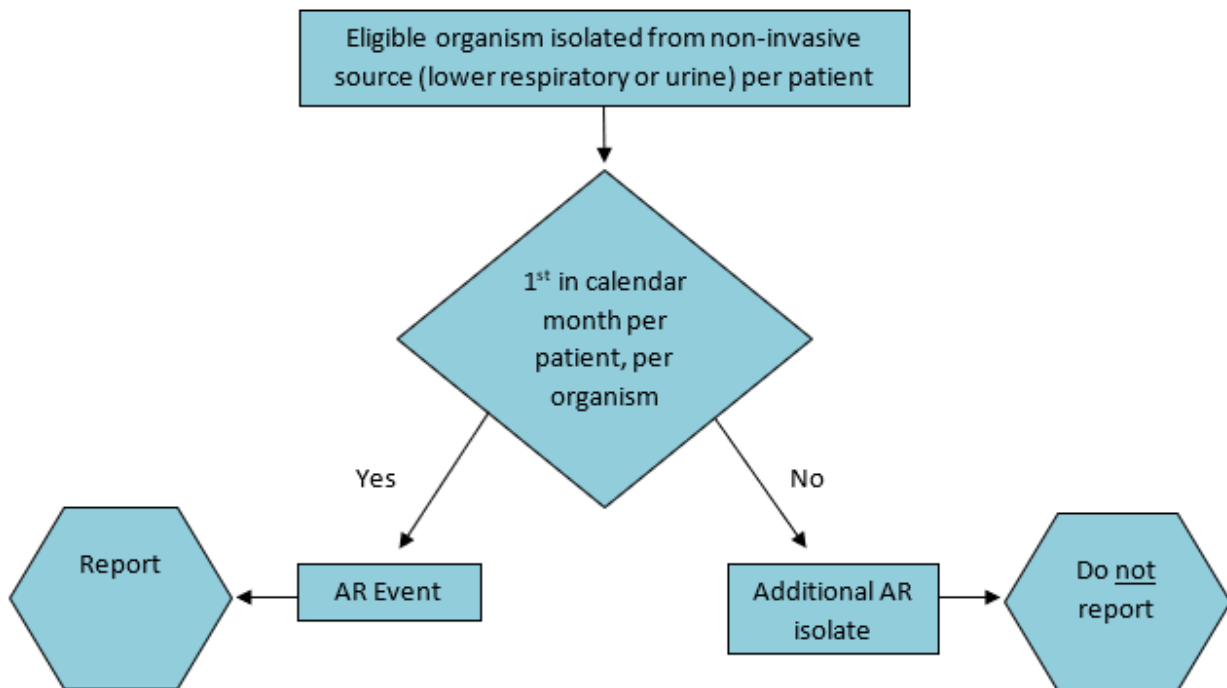 Eligible organism isolated from non-invasive
source (lower respiratory or urine) per patient
1st in calendar
month per
patient, per
organism
Yes
No
Report
AR Event
Additional AR
isolate
Do not
report